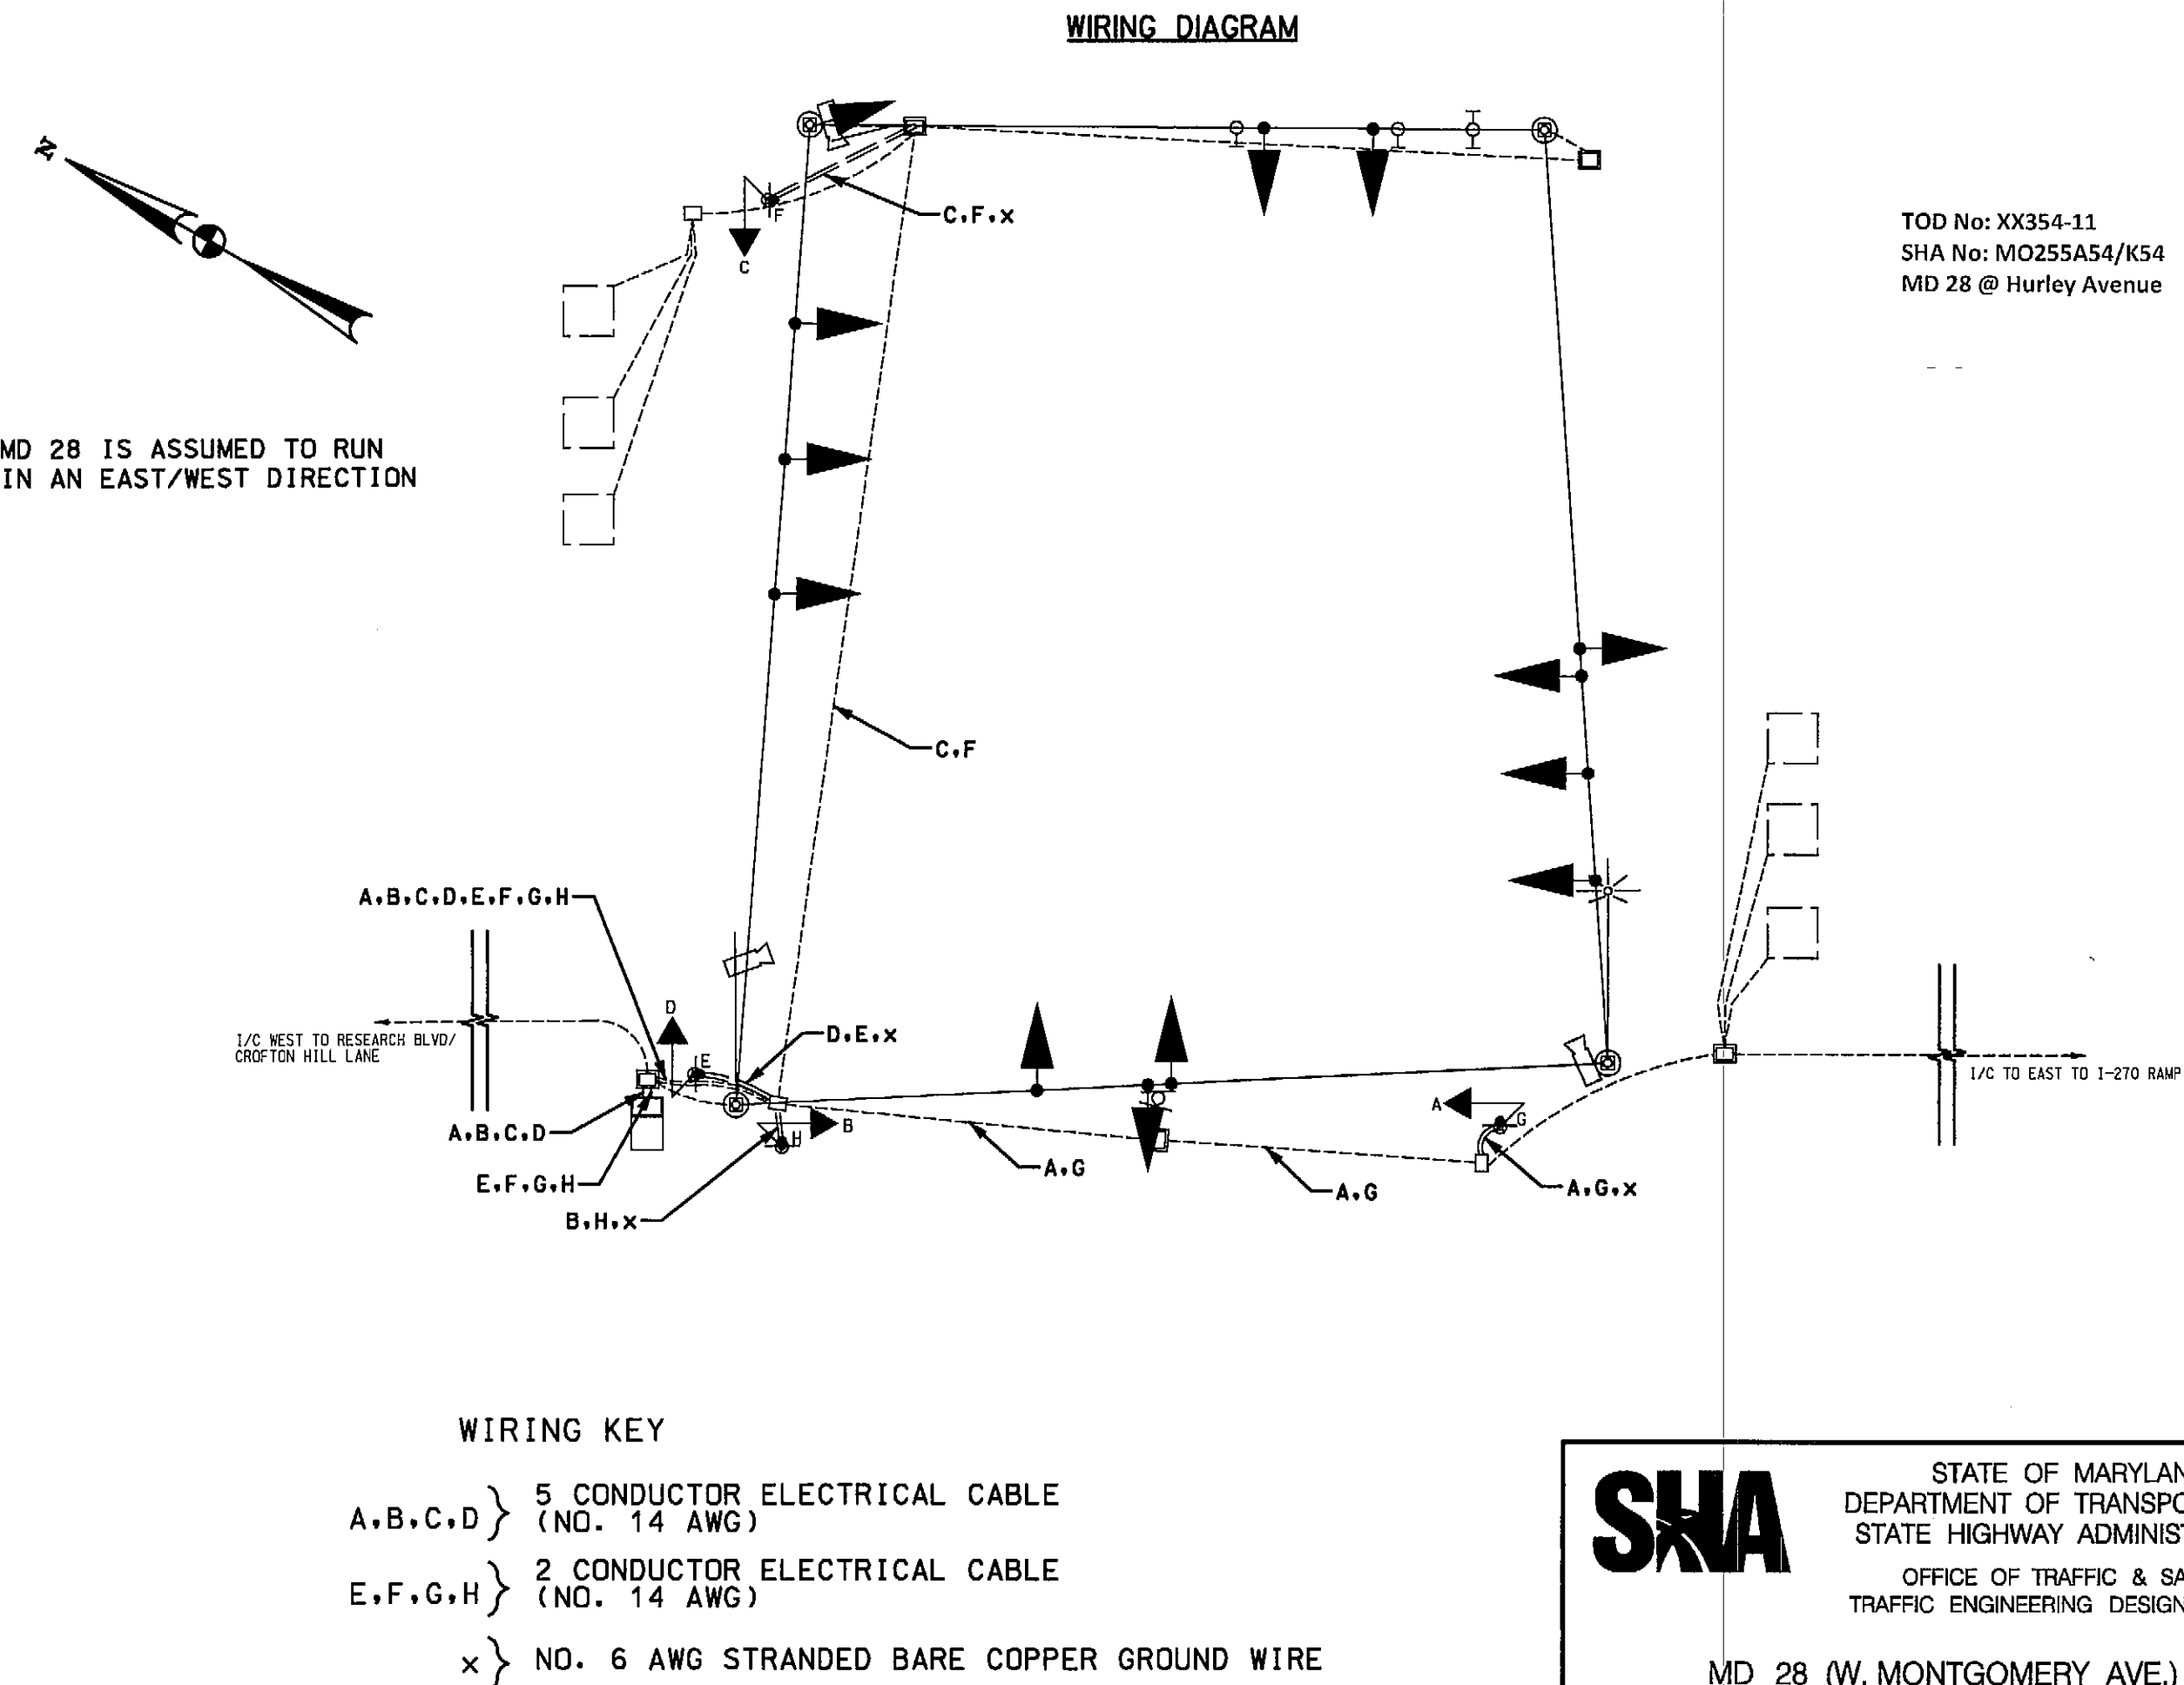 WIRING DIAGRAM
N
TOD No: XX354-11
SHA No: MO255A54/K54
MD 28 @ Hurley Avenue
C,F,x
F
C
MD 28 IS ASSUMED TO RUN
IN AN EAST/WEST DIRECTION
C,F
A,B,C,D,E,F,G,H
I/C WEST TO RESEARCH BLVD/
CROFTON HILL LANE
D
E
D,E,x
I/C TO EAST TO I-270 RAMP
A
G
B
H
A,B,C,D
A,G
E,F,G,H
A,G
A,G,x
B,H,x
WIRING KEY
A,B,C,D} 5 CONDUCTOR ELECTRICAL CABLE
(NO. 14 AWG)
E,F,G,H} 2 CONDUCTOR ELECTRICAL CABLE
(NO. 14 AWG)
x} NO. 6 AWG STRANDED BARE COPPER GROUND WIRE
SHA
STATE OF MARYLAN
DEPARTMENT OF TRANSPO
STATE HIGHWAY ADMINIS
OFFICE OF TRAFFIC & SA
TRAFFIC ENGINEERING DESIGN
MD 28 (W. MONTGOMERY AVE.)